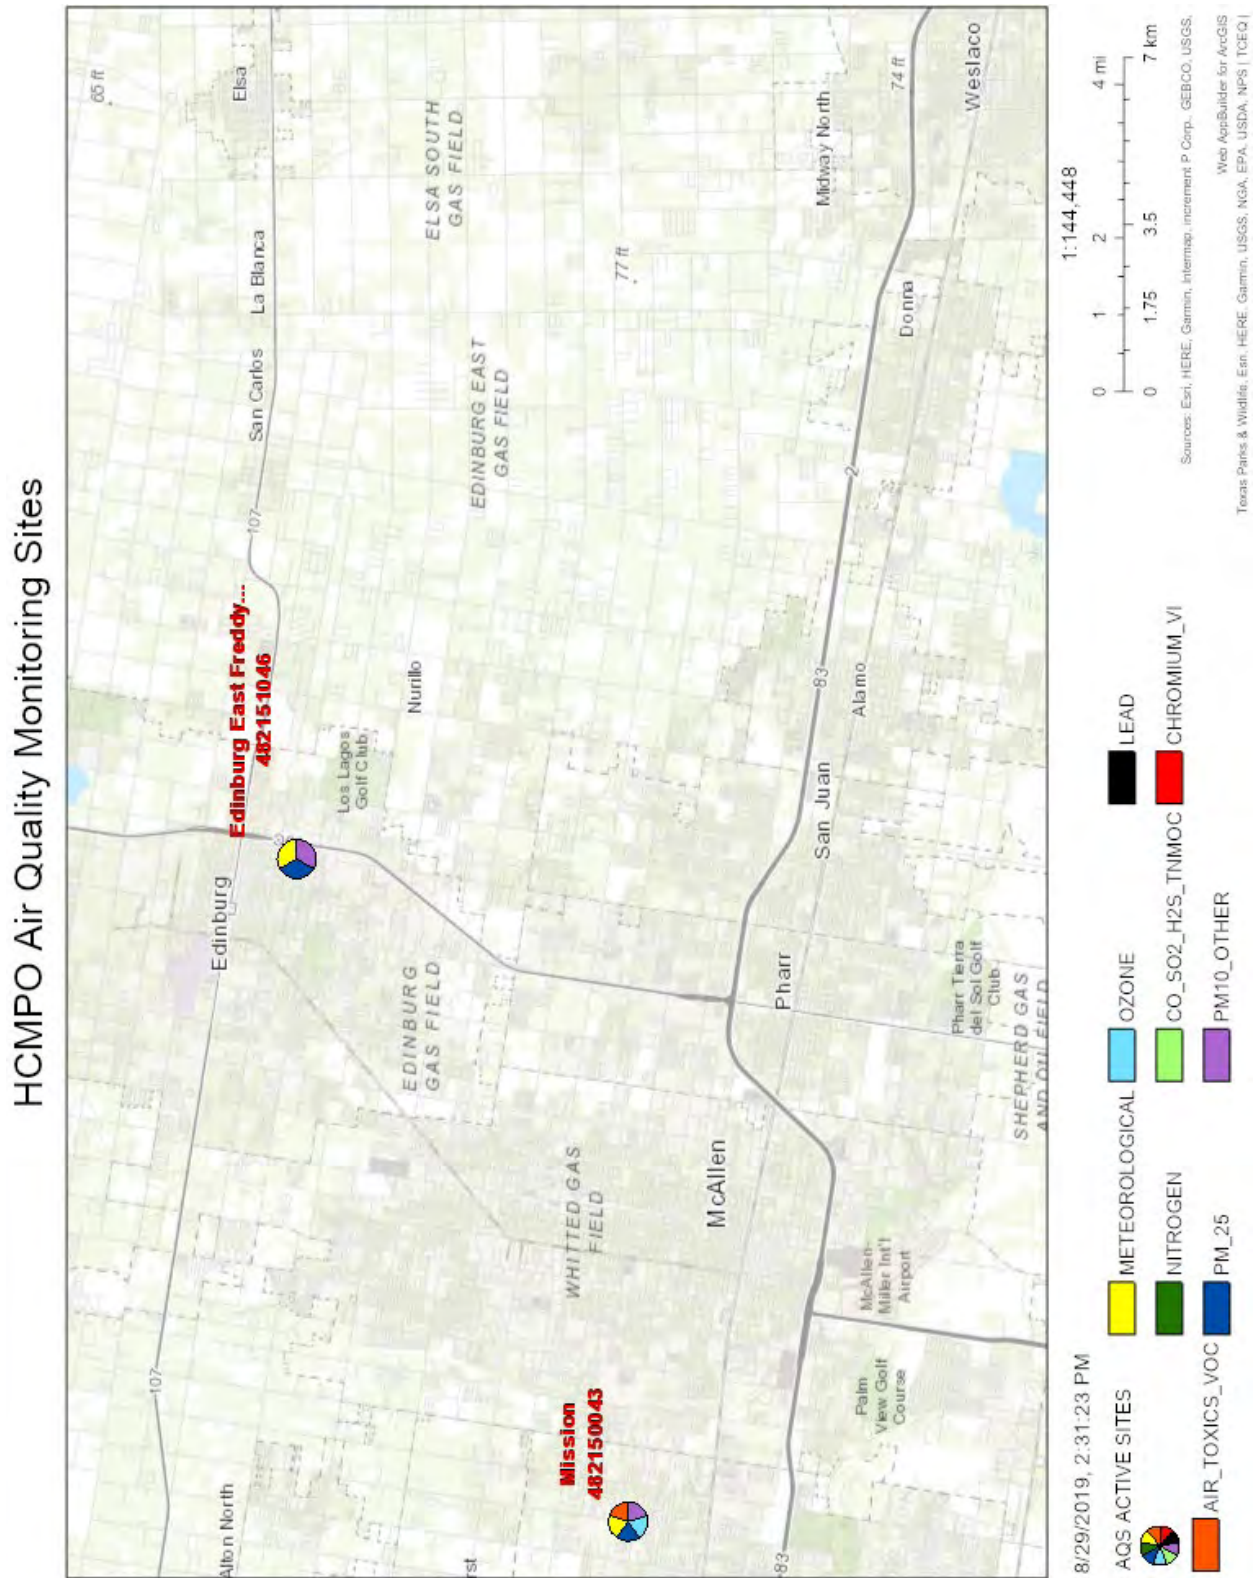 HCMPO Air Quality Monitoring Sites
65 ft
Elsa
La Blanca
San Carlos
107
Edinburg East Freddy...
482151046
Edinburg
107
Alton North
ELSA SOUTH
GAS FIELD
EDINBURG EAST
GAS FIELD
Nurillo
Los Lagos
Golf Club
EDINBURG
GAS FIELD
WHITTED GAS
FIELD
Mission
482150043
rst
77 ft
Midway North
74 ft
Weslaco
Donna
2
83
Alamo
San Juan
Pharr
McAllen
Pharr Tierra
del Sol Golf
Club
SHEPHERD GAS
AND OIL FIELD
McAllen-
Miller Int'l
Airport
Palm
View Golf
Course
83
8/29/2019, 2:31:23 PM
AQS ACTIVE SITES
AIR_TOXICS_VOC
METEOROLOGICAL
NITROGEN
PM_25
OZONE
CO_SO2_H2S_TNMOC
PM10_OTHER
LEAD
CHROMIUM_VI
1:144,448
0 1 2 4 mi
0 1.75 3.5 7 km
Sources: Esri, HERE, Garmin, Intermap, increment P Corp., GEBCO, USGS,
Web AppBuilder for ArcGIS
Texas Parks & Wildlife, Esri, HERE, Garmin, USGS, NGA, EPA, USDA, NPS | TCEQ |